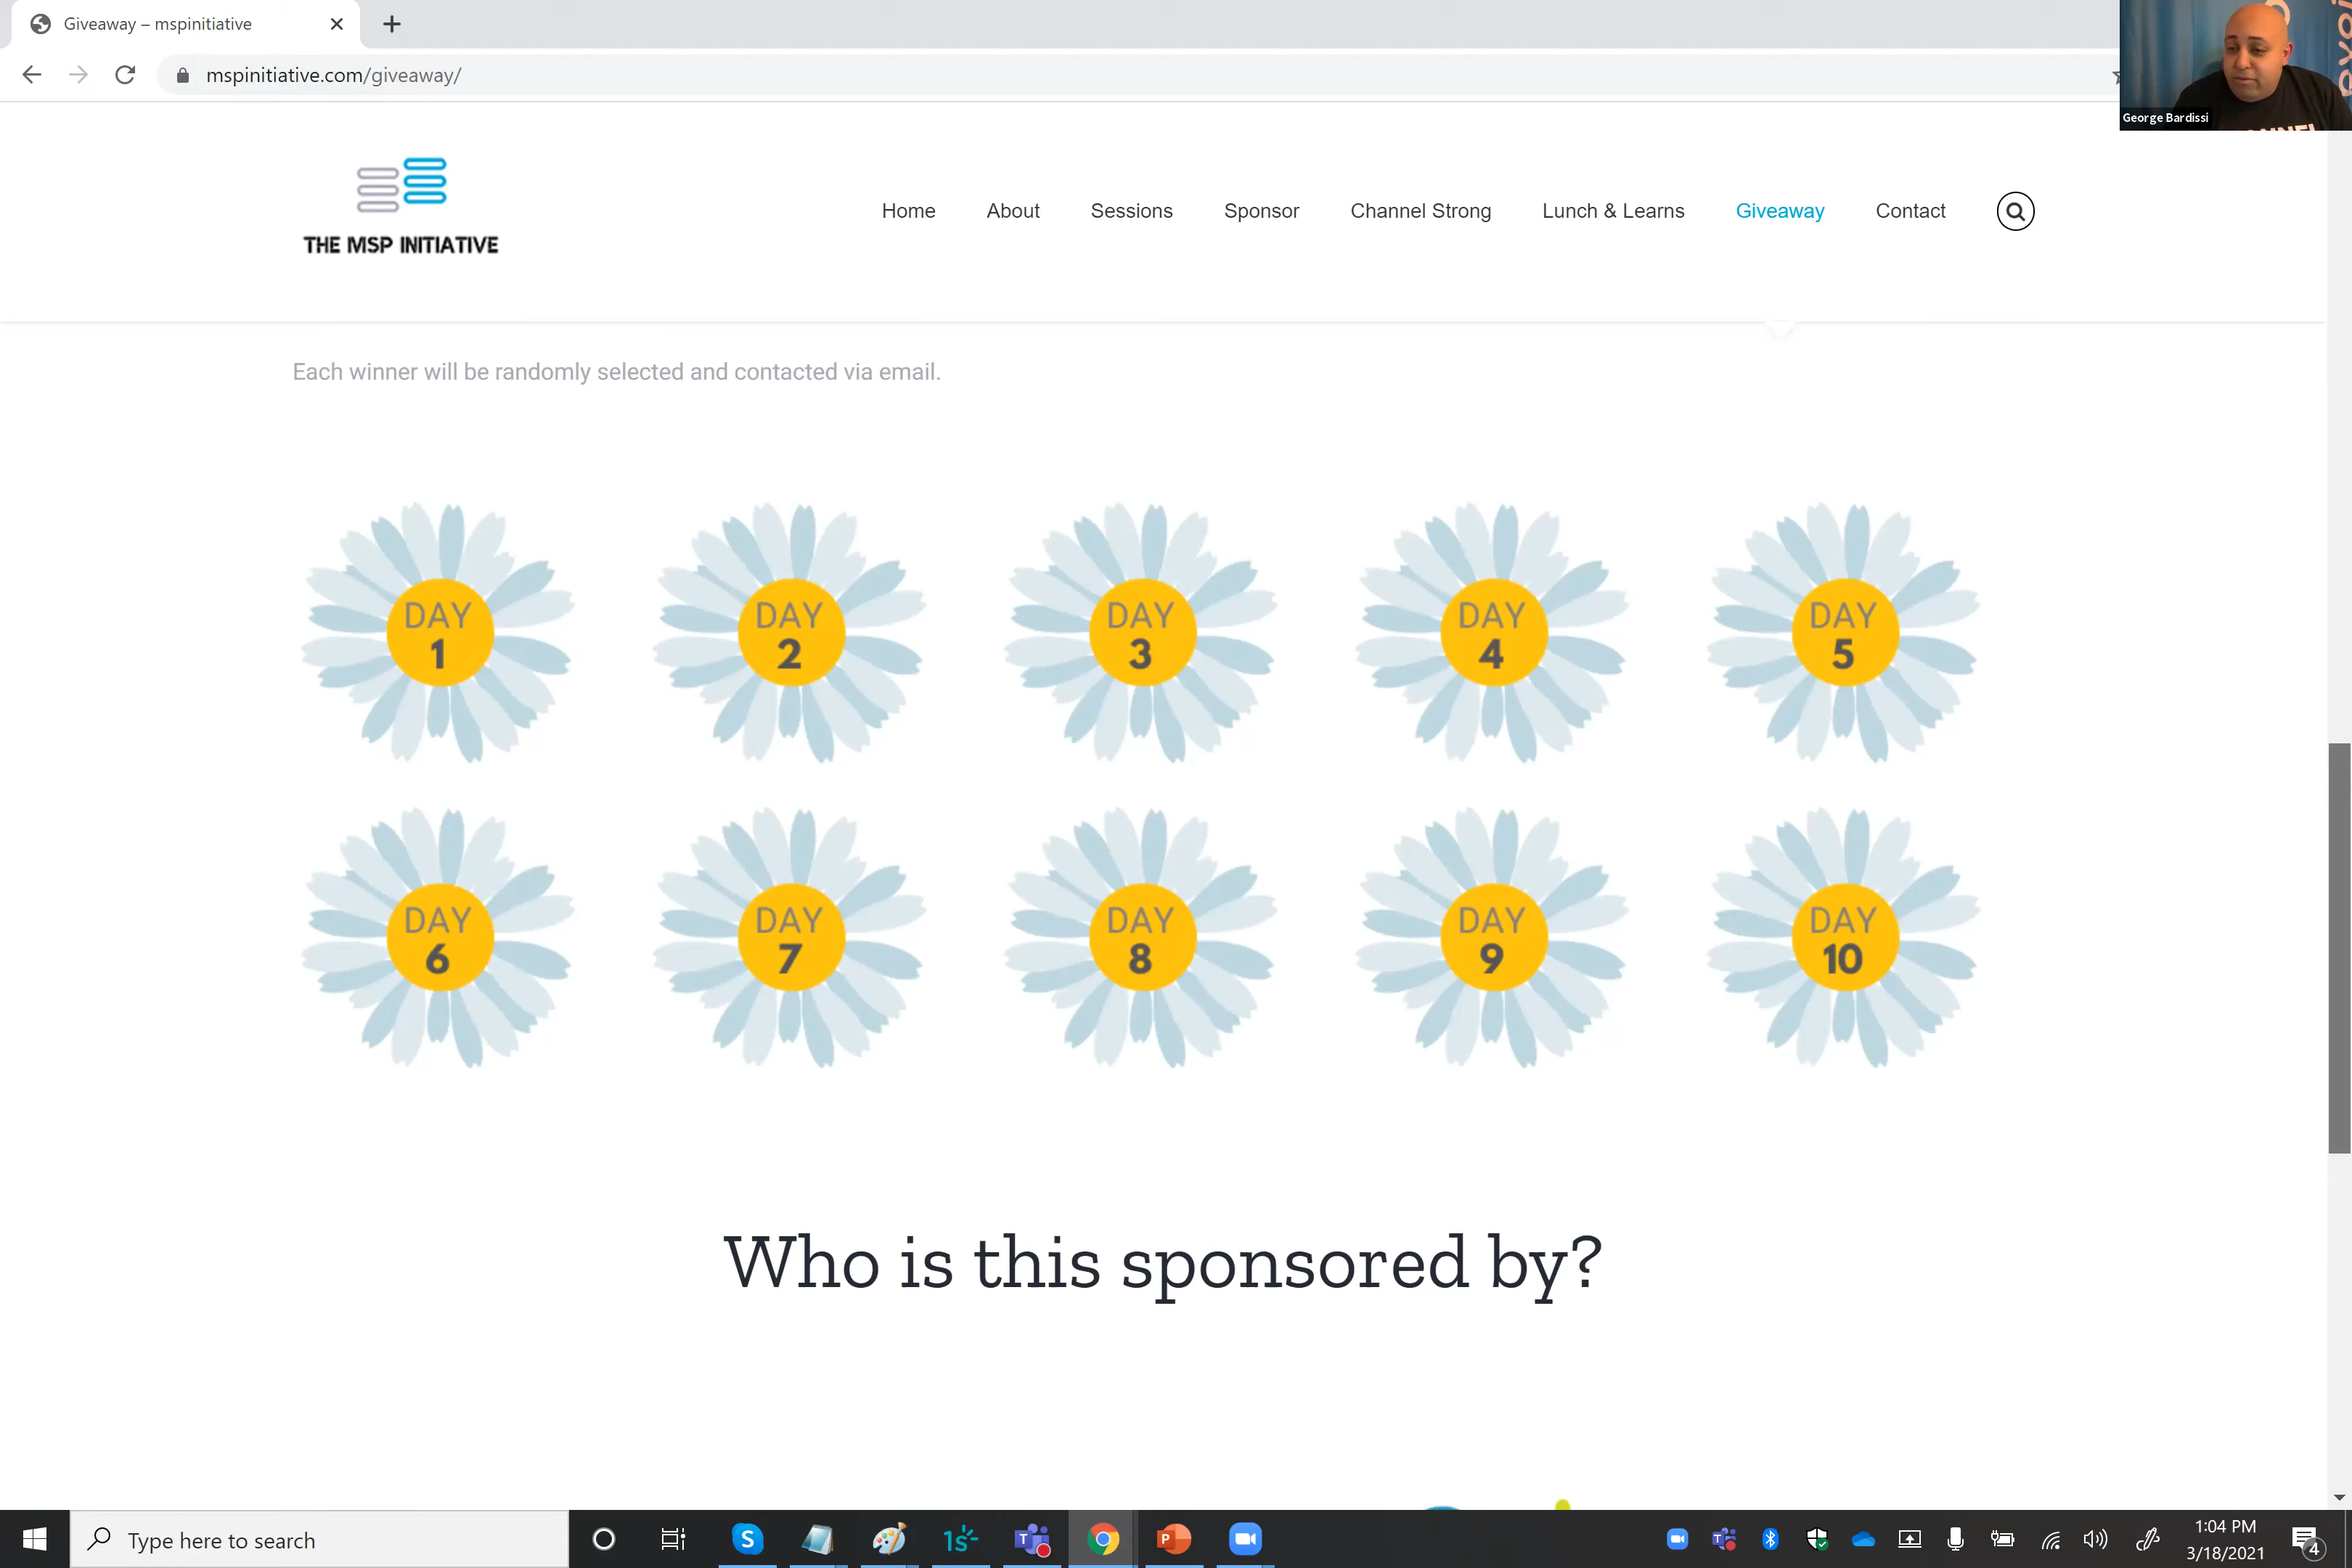 Giveaway – mspinitiative
mspinitiative.com/giveaway/
George Bardissi
THE MSP INITIATIVE
Home About Sessions Sponsor Channel Strong Lunch & Learns Giveaway Contact
Each winner will be randomly selected and contacted via email.
DAY
1
DAY
2
DAY
3
DAY
4
DAY
5
DAY
6
DAY
7
DAY
8
DAY
9
DAY
10
Who is this sponsored by?
Type here to search
1:04 PM
3/18/2021
4